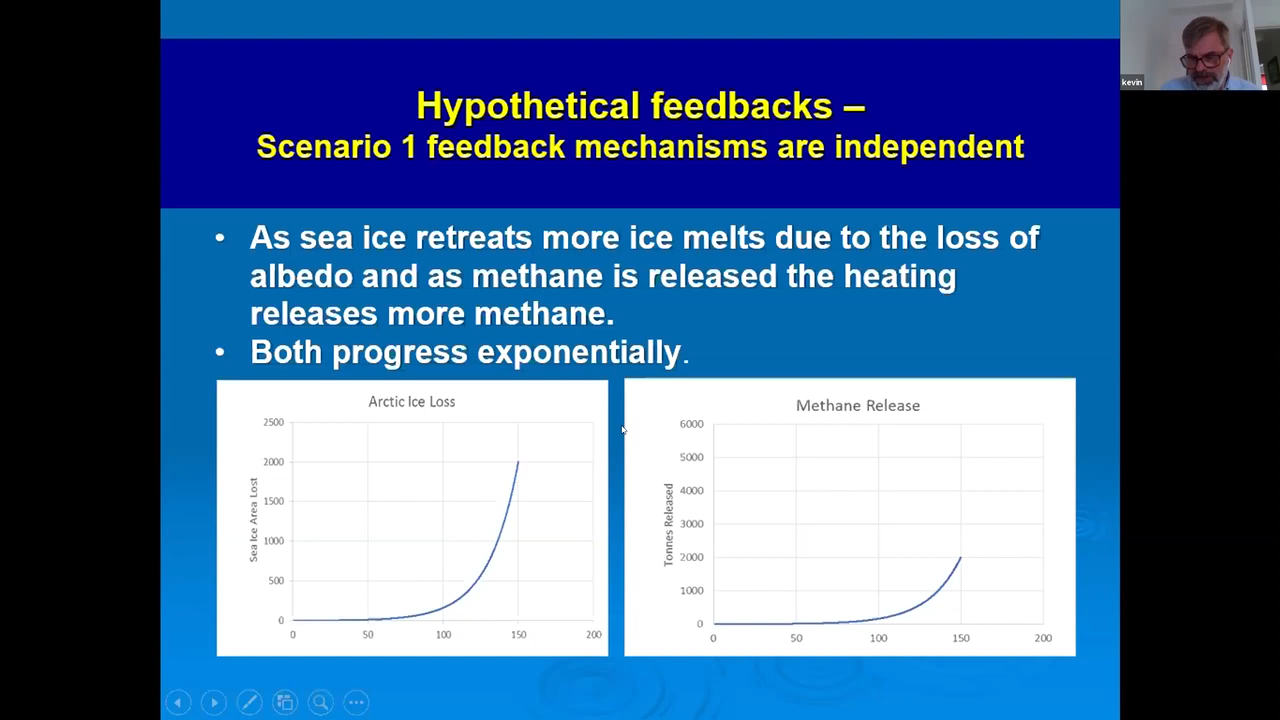 Hypothetical feedbacks –
Scenario 1 feedback mechanisms are independent
kevin
• As sea ice retreats more ice melts due to the loss of
albedo and as methane is released the heating
releases more methane.
• Both progress exponentially.
Arctic Ice Loss
2500
2000
1500
1000
500
0
Sea Ice Area Lost
0 50 100 150 200
Methane Release
6000
5000
4000
3000
2000
1000
0
Tonnes Released
0 50 100 150 200